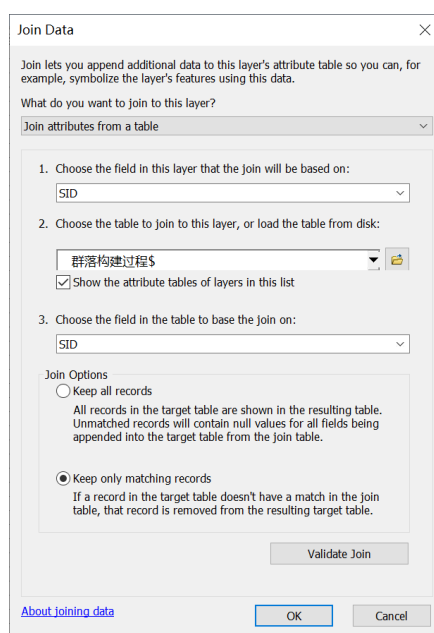 Join Data
Join lets you append additional data to this layer's attribute table so you can, for
example, symbolize the layer's features using this data.
What do you want to join to this layer?
Join attributes from a table
1. Choose the field in this layer that the join will be based on:
SID
2. Choose the table to join to this layer, or load the table from disk:
群落构建过程$
Show the attribute tables of layers in this list
3. Choose the field in the table to base the join on:
SID
Join Options
Keep all records
All records in the target table are shown in the resulting table.
Unmatched records will contain null values for all fields being
appended into the target table from the join table.
Keep only matching records
If a record in the target table doesn't have a match in the join
table, that record is removed from the resulting target table.
Validate Join
About joining data
OK
Cancel